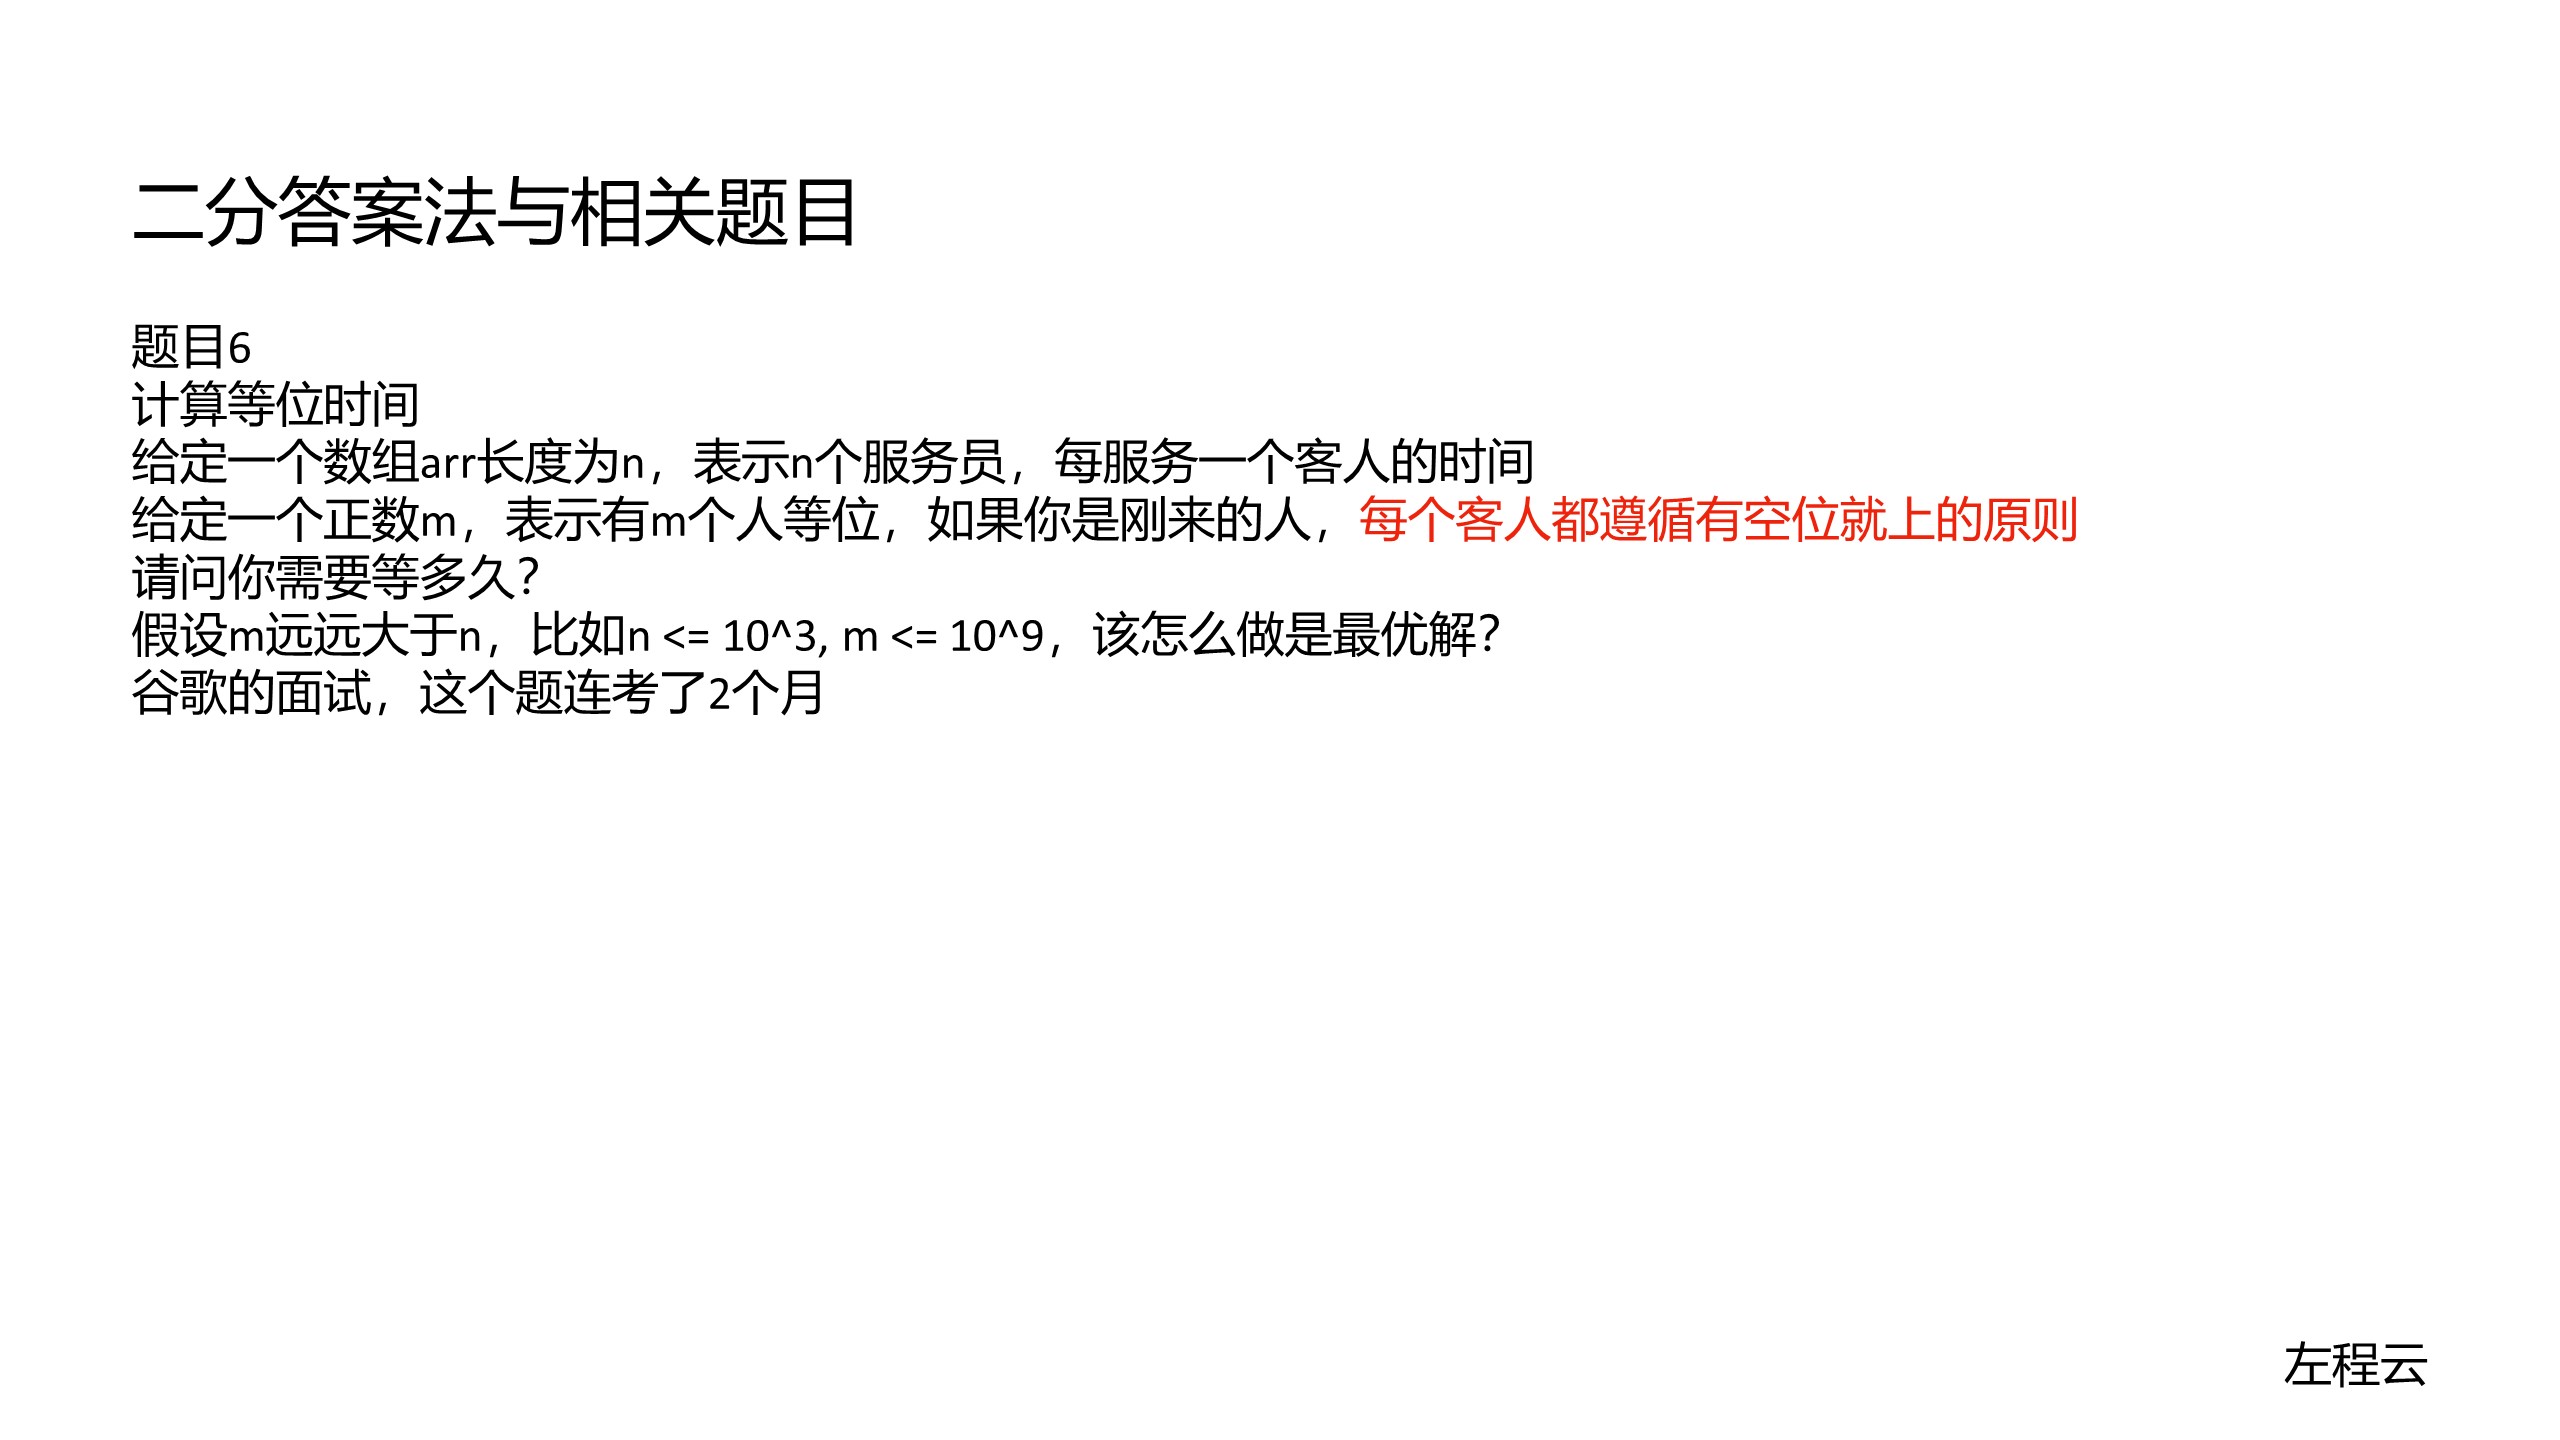 二分答案法与相关题目
题目6
计算等位时间
给定一个数组arr长度为n，表示n个服务员，每服务一个客人的时间
给定一个正数m，表示有m个人等位，如果你是刚来的人，每个客人都遵循有空位就上的原则
请问你需要等多久？
假设m远远大于n，比如n <= 10^3, m <= 10^9，该怎么做是最优解？
谷歌的面试，这个题连考了2个月
左程云